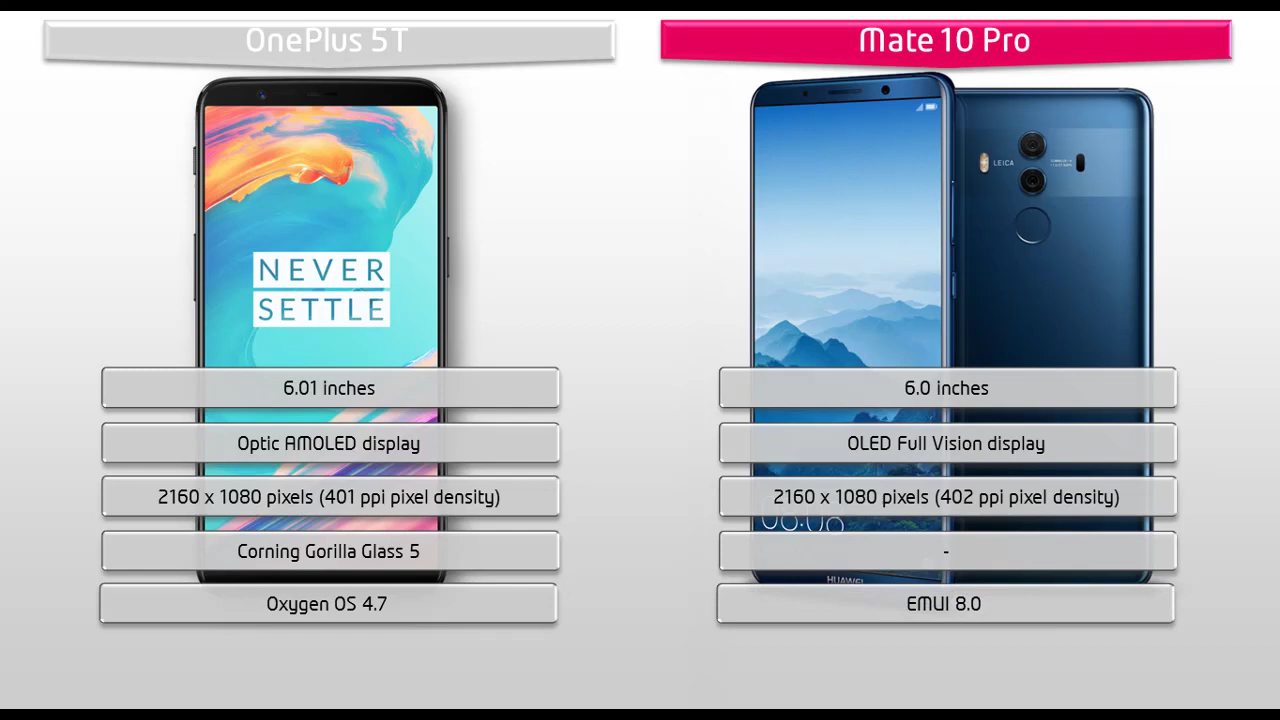 OnePlus 5T
Mate 10 Pro
LEICA
NEVER
SETTLE
6.01 inches
6.0 inches
Optic AMOLED display
OLED Full Vision display
2160 x 1080 pixels (401 ppi pixel density)
2160 x 1080 pixels (402 ppi pixel density)
08:08
Corning Gorilla Glass 5
-
HUAWEI
Oxygen OS 4.7
EMUI 8.0